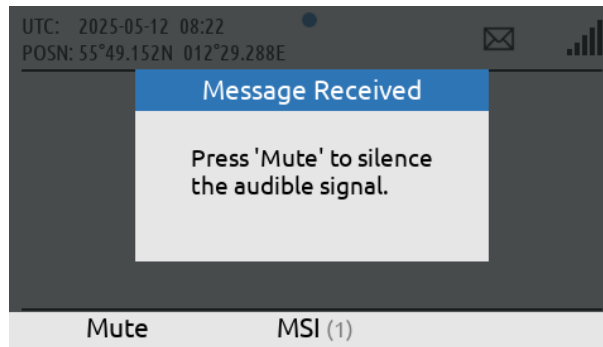 UTC: 2025-05-12 08:22
POSN: 55°49.152N 012°29.288E
Message Received
Press 'Mute' to silence
the audible signal.
Mute MSI (1)